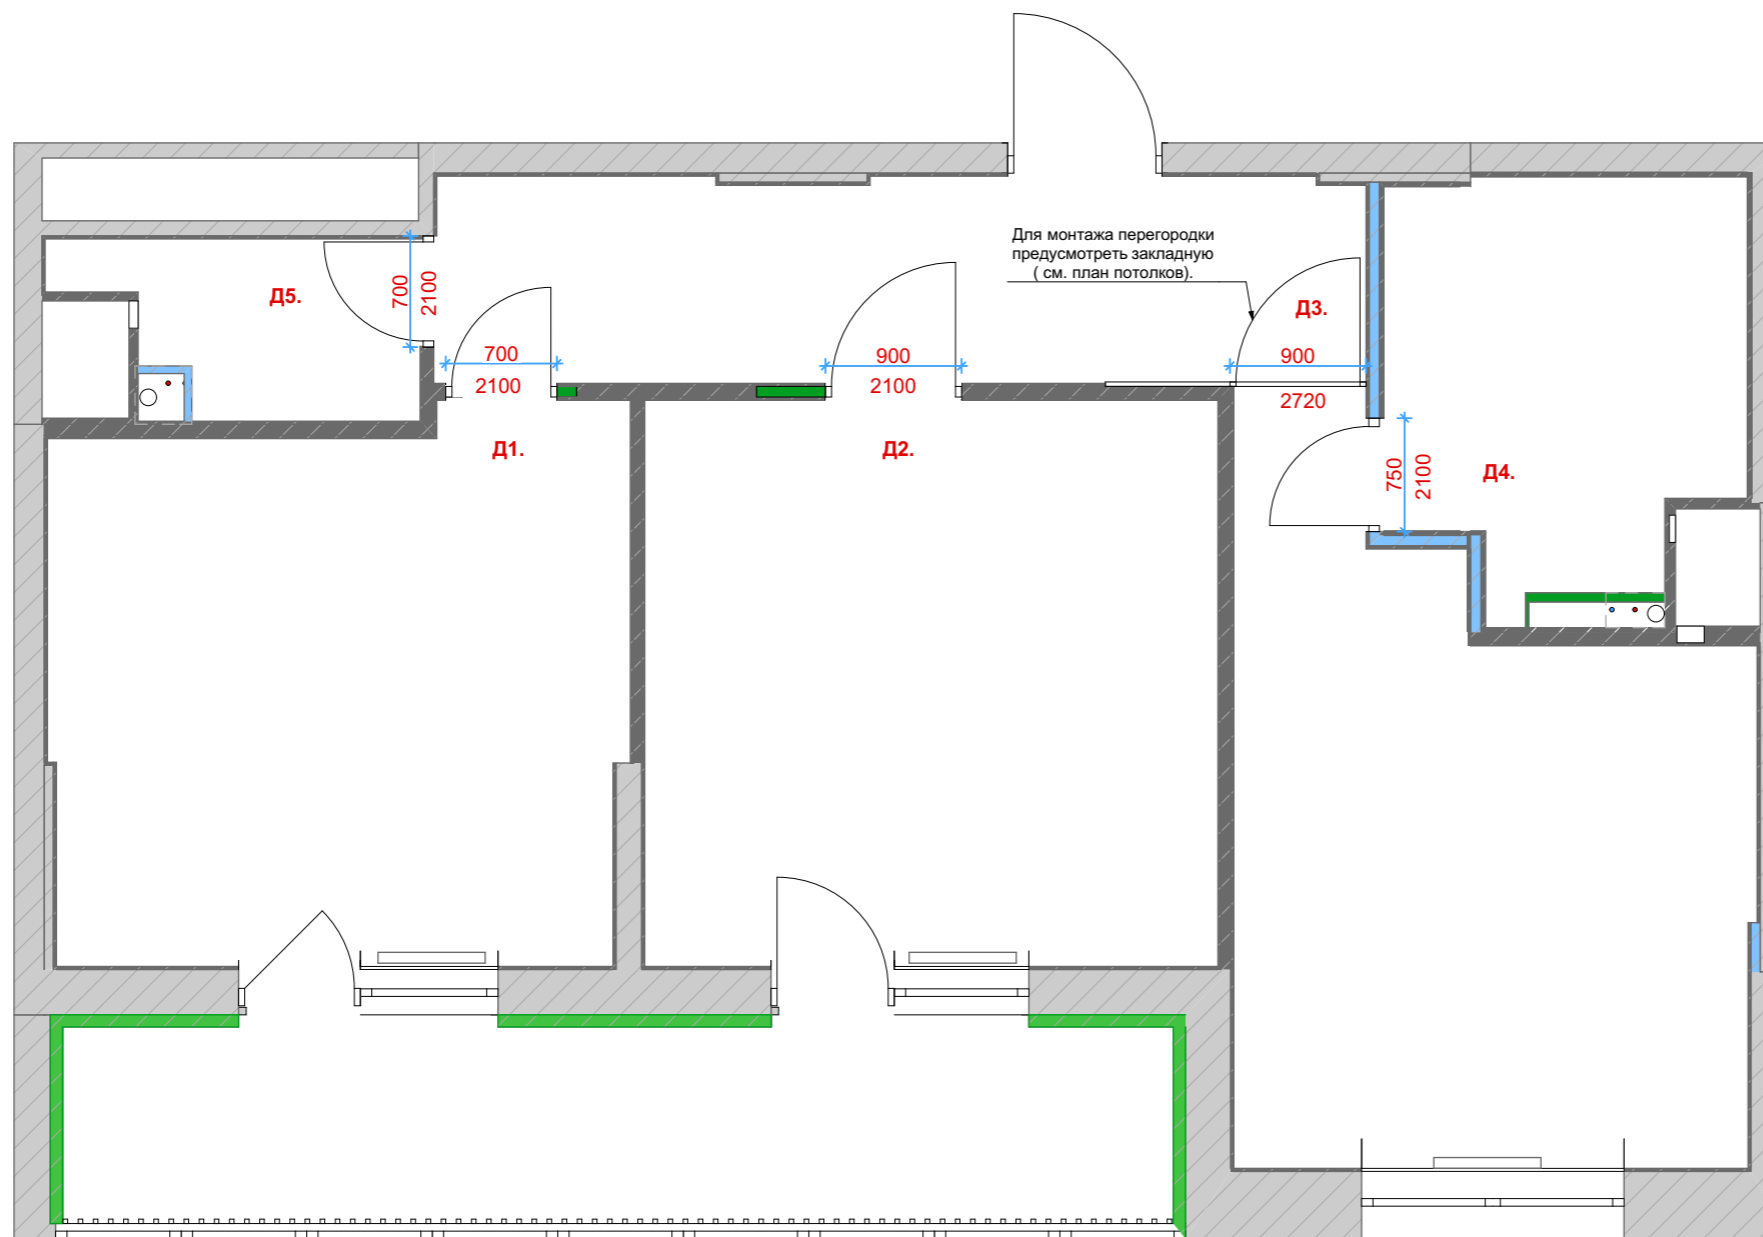 Для монтажа перегородки
предусмотреть закладную
( см. план потолков).
Д5.
700
2100
700
2100
900
2100
Д3.
900
2720
Д1.
Д2.
750
2100
Д4.